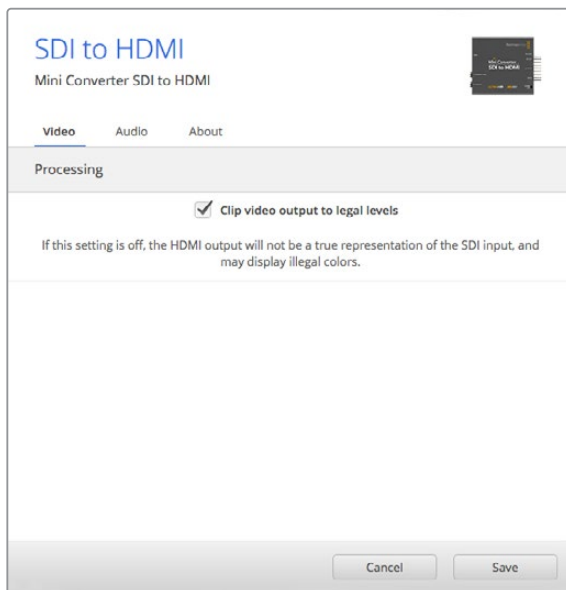 SDI to HDMI
Mini Converter SDI to HDMI
Video Audio About
Processing
Clip video output to legal levels
If this setting is off, the HDMI output will not be a true representation of the SDI input, and
may display illegal colors.
Cancel Save